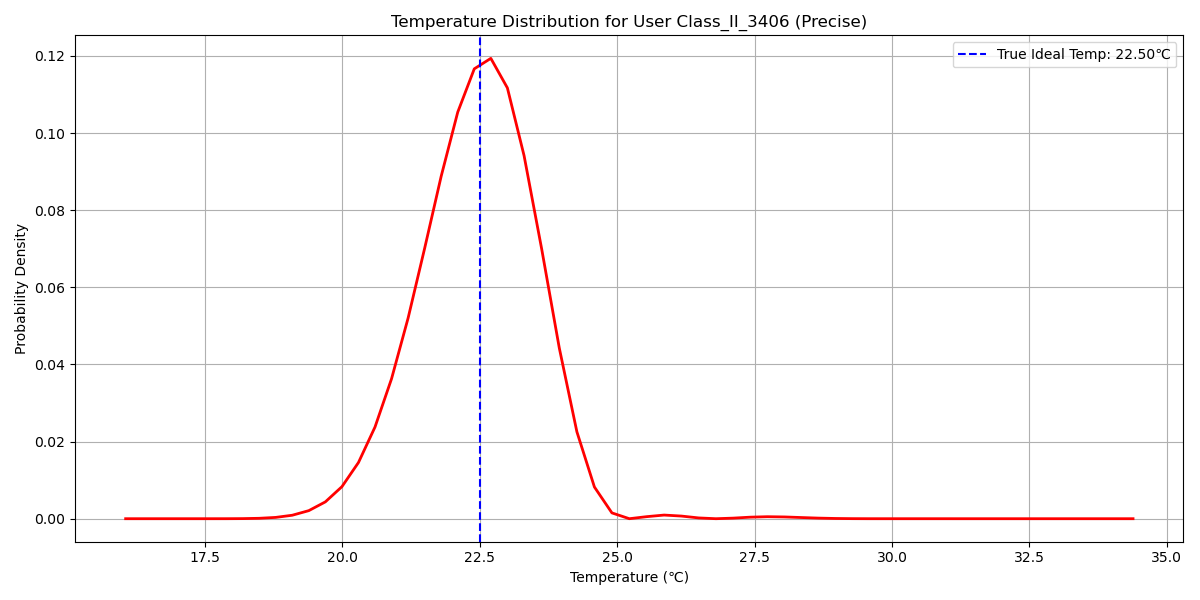 Temperature Distribution for User Class_II_3406 (Precise)
True Ideal Temp: 22.50℃
0.12
0.10
0.08
0.06
0.04
0.02
0.00
Probability Density
17.5 20.0 22.5 25.0 27.5 30.0 32.5 35.0
Temperature (℃)